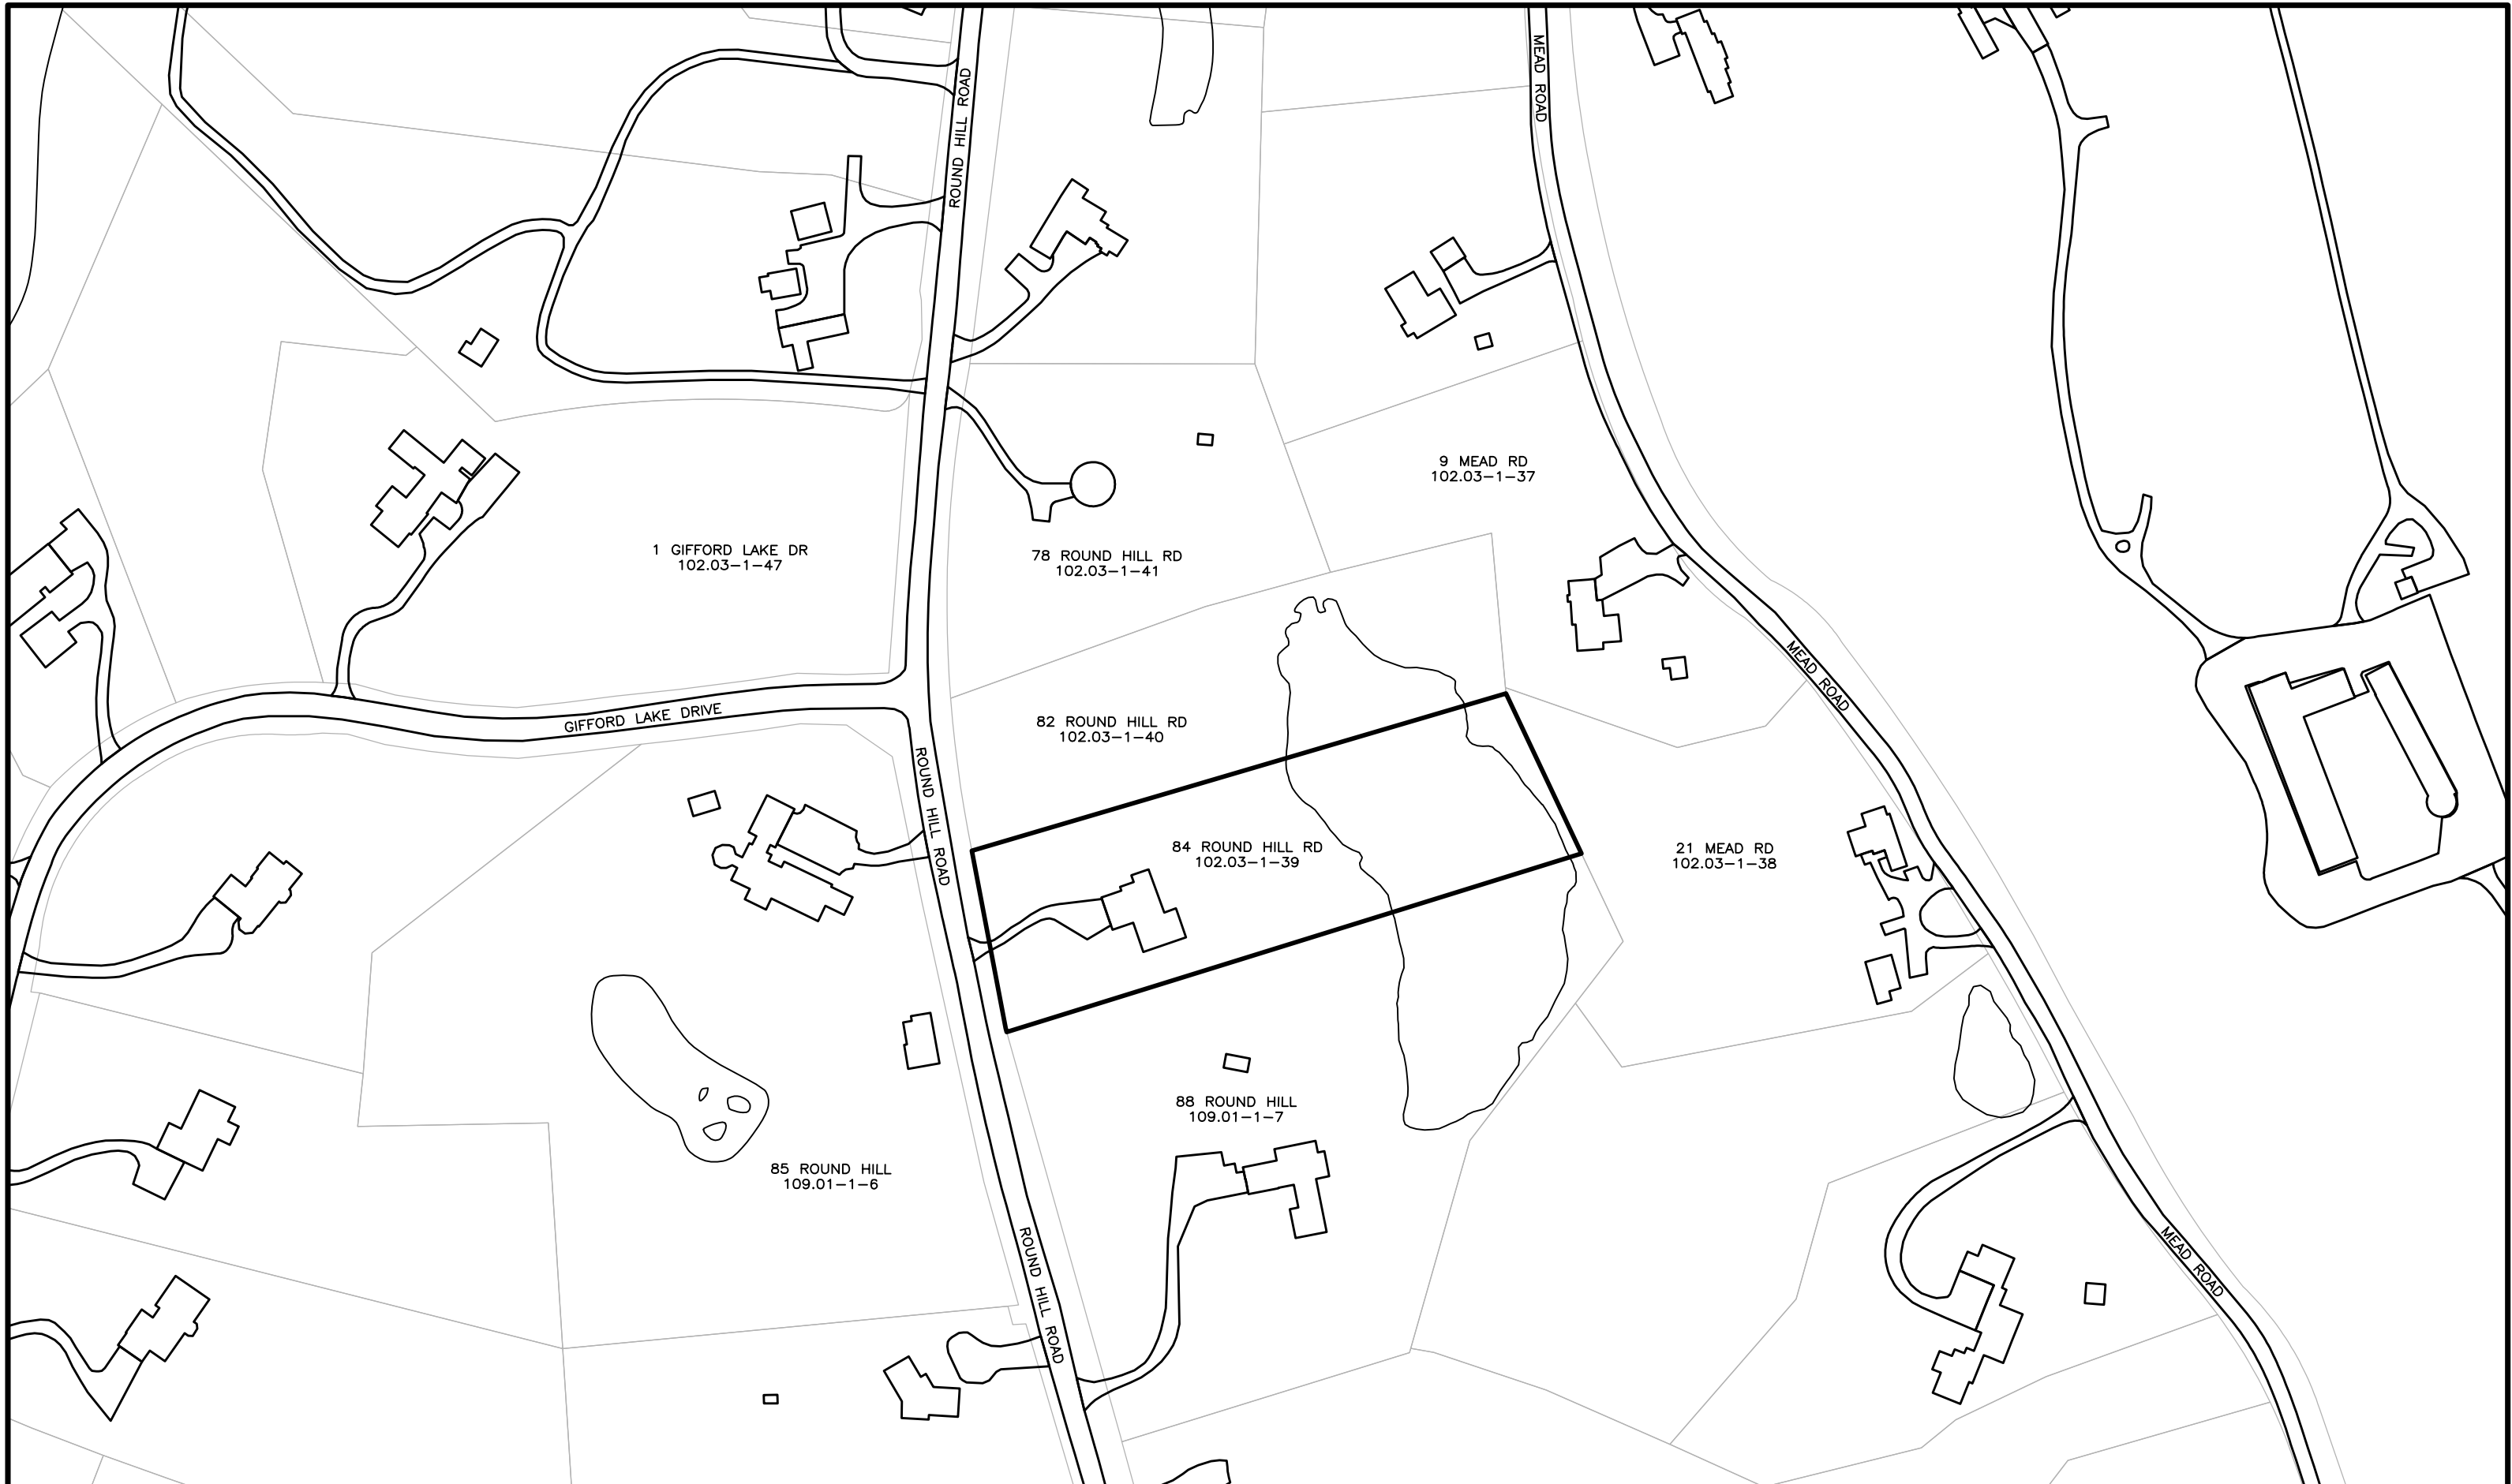 MEAD ROAD
ROUND HILL ROAD
9 MEAD RD
102.03-1-37
1 GIFFORD LAKE DR
102.03-1-47
78 ROUND HILL RD
102.03-1-41
MEAD ROAD
GIFFORD LAKE DRIVE
82 ROUND HILL RD
102.03-1-40
ROUND HILL ROAD
84 ROUND HILL RD
102.03-1-39
21 MEAD RD
102.03-1-38
88 ROUND HILL
109.01-1-7
85 ROUND HILL
109.01-1-6
ROUND HILL ROAD
MEAD ROAD